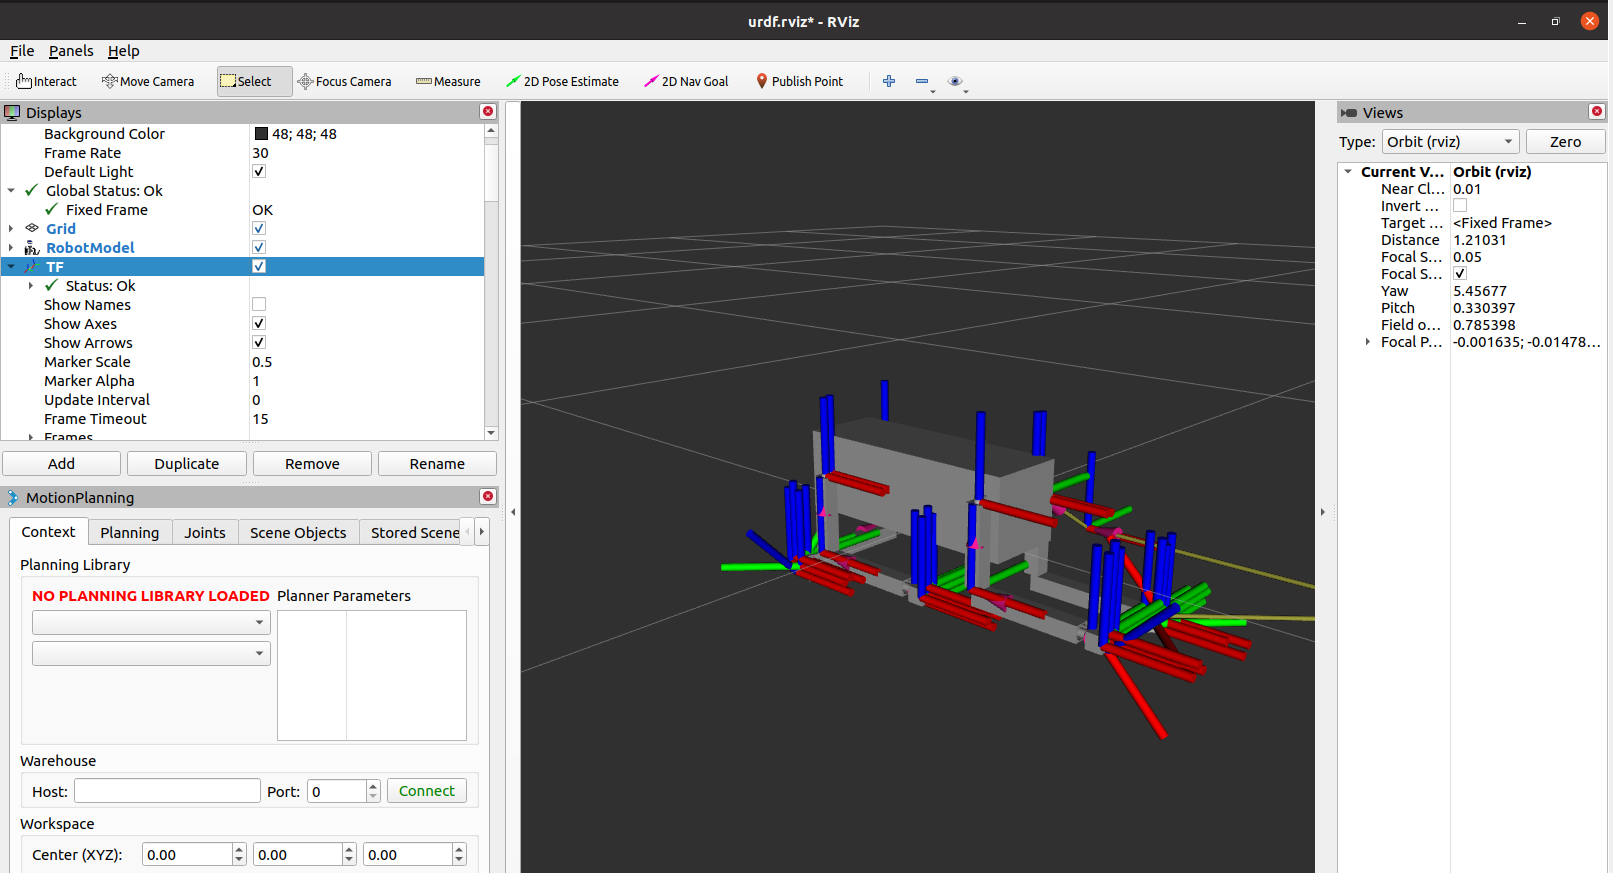 urdf.rviz* - RViz
File Panels Help
Interact Move Camera Select Focus Camera Measure 2D Pose Estimate 2D Nav Goal Publish Point
Displays
Background Color 48; 48; 48
Frame Rate 30
Default Light
Global Status: Ok
Fixed Frame OK
Grid
RobotModel
TF
Status: Ok
Show Names
Show Axes
Show Arrows
Marker Scale 0.5
Marker Alpha 1
Update Interval 0
Frame Timeout 15
Frames
Add Duplicate Remove Rename
MotionPlanning
Context Planning Joints Scene Objects Stored Scene
Planning Library
NO PLANNING LIBRARY LOADED Planner Parameters
Warehouse
Host: Port: 0 Connect
Workspace
Center (XYZ): 0.00 0.00 0.00
Views
Type: Orbit (rviz) Zero
Current V... Orbit (rviz)
Near Cl... 0.01
Invert ...
Target ... <Fixed Frame>
Distance 1.21031
Focal S... 0.05
Focal S...
Yaw 5.45677
Pitch 0.330397
Field o... 0.785398
Focal P... -0.001635; -0.01478...